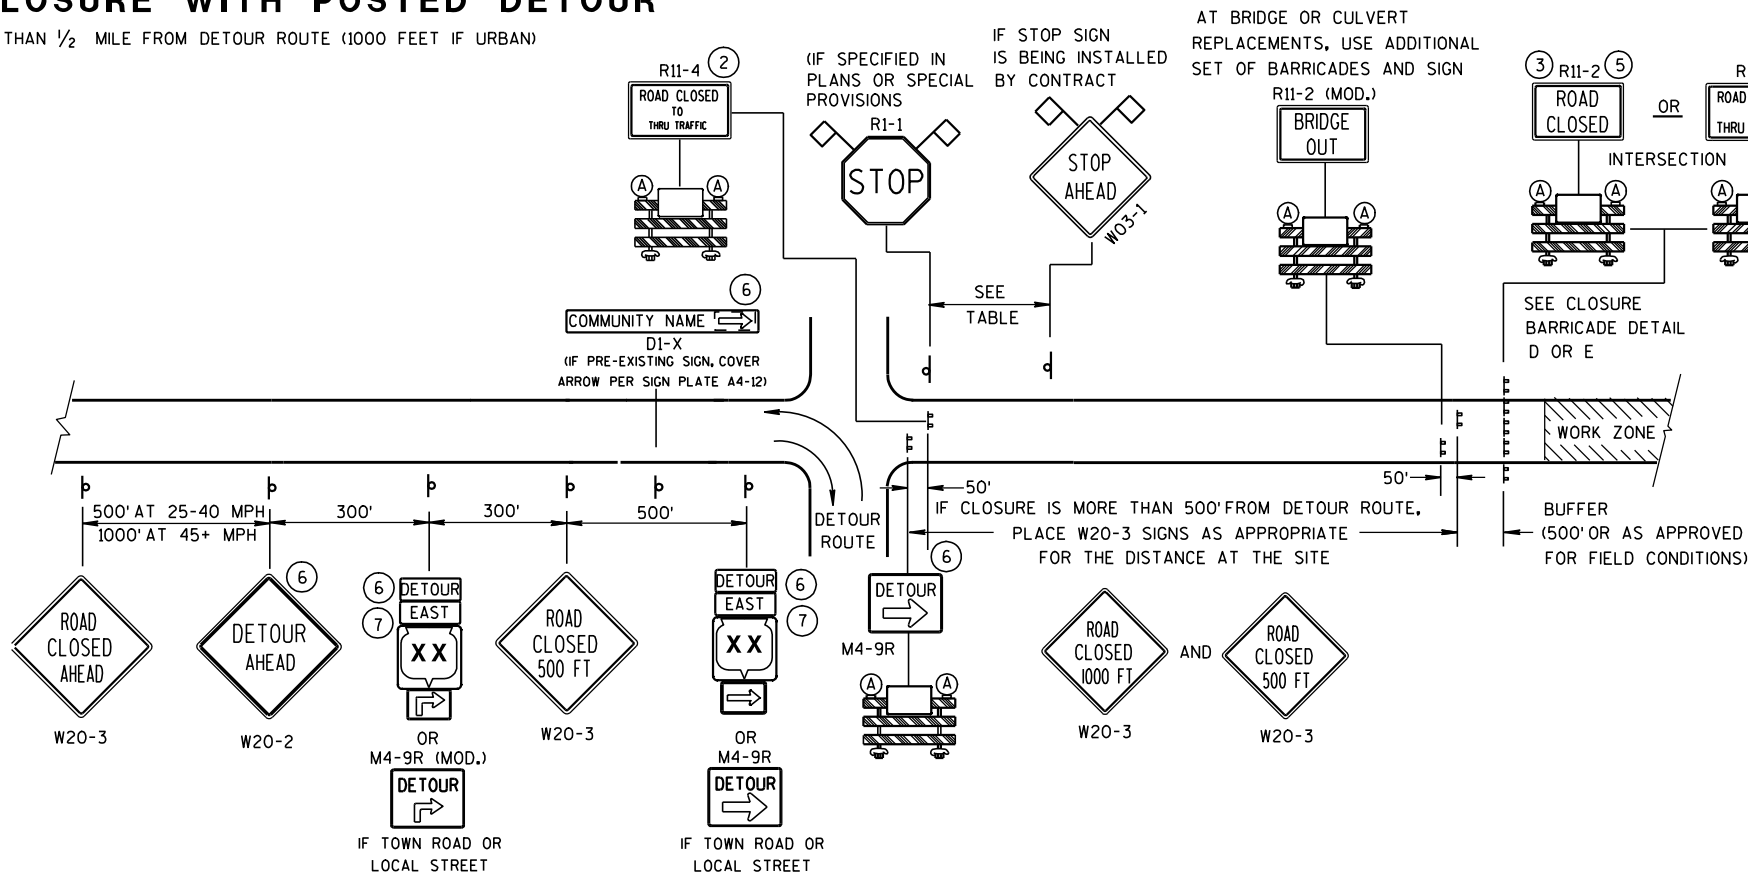 LOSURE WITH POSTED DETOUR
THAN 1/2 MILE FROM DETOUR ROUTE (1000 FEET IF URBAN)
R11-4 2
ROAD CLOSED
TO
THRU TRAFFIC
A A
(IF SPECIFIED IN
PLANS OR SPECIAL
PROVISIONS
R1-1
STOP
IF STOP SIGN
IS BEING INSTALLED
BY CONTRACT
STOP
AHEAD
WO3-1
SEE
TABLE
AT BRIDGE OR CULVERT
REPLACEMENTS, USE ADDITIONAL
SET OF BARRICADES AND SIGN
R11-2 (MOD.)
BRIDGE
OUT
A A
3 R11-2 5
ROAD
CLOSED
OR
R
ROAD
THRU
INTERSECTION
A A A
SEE CLOSURE
BARRICADE DETAIL
D OR E
6
COMMUNITY NAME
D1-X
(IF PRE-EXISTING SIGN, COVER
ARROW PER SIGN PLATE A4-12)
WORK ZONE
500' AT 25-40 MPH
1000' AT 45+ MPH
300'
300'
500'
DETOUR
ROUTE
50'
50'
IF CLOSURE IS MORE THAN 500' FROM DETOUR ROUTE,
PLACE W20-3 SIGNS AS APPROPRIATE
FOR THE DISTANCE AT THE SITE
BUFFER
(500' OR AS APPROVED
FOR FIELD CONDITIONS)
ROAD
CLOSED
AHEAD
W20-3
6
DETOUR
AHEAD
W20-2
6
7
DETOUR
EAST
XX
OR
M4-9R (MOD.)
DETOUR
IF TOWN ROAD OR
LOCAL STREET
ROAD
CLOSED
500 FT
W20-3
DETOUR
EAST
XX
6
7
OR
M4-9R
DETOUR
IF TOWN ROAD OR
LOCAL STREET
6
DETOUR
M4-9R
A A
ROAD
CLOSED
1000 FT
W20-3
AND
ROAD
CLOSED
500 FT
W20-3